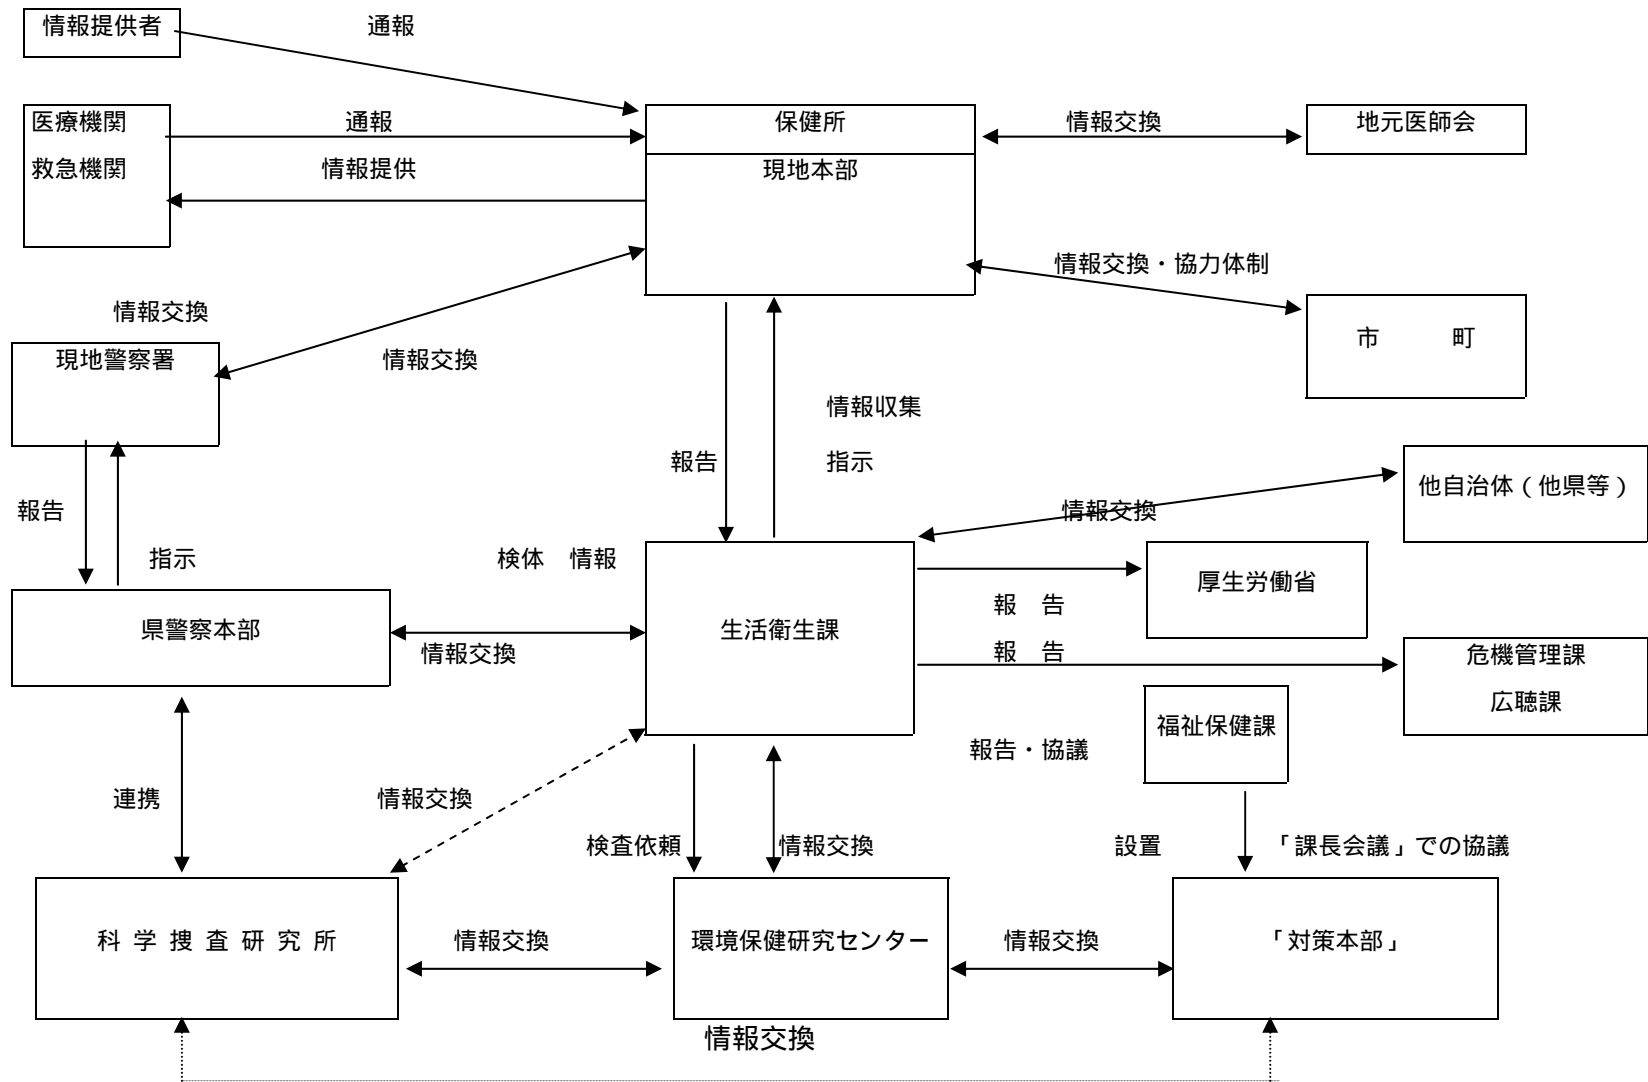 情報提供者
通報
医療機関
救急機関
通報
情報提供
保健所
現地本部
情報交換
地元医師会
情報交換・協力体制
市　　　町
情報交換
現地警察署
情報交換
情報収集
報告
指示
他自治体（他県等）
情報交換
報告
指示
検体　情報
厚生労働省
報　告
県警察本部
情報交換
生活衛生課
報　告
危機管理課
広聴課
福祉保健課
報告・協議
連携
情報交換
検査依頼
情報交換
設置
「課長会議」での協議
科 学 捜 査 研 究 所
情報交換
環境保健研究センター
情報交換
「対策本部」
情報交換